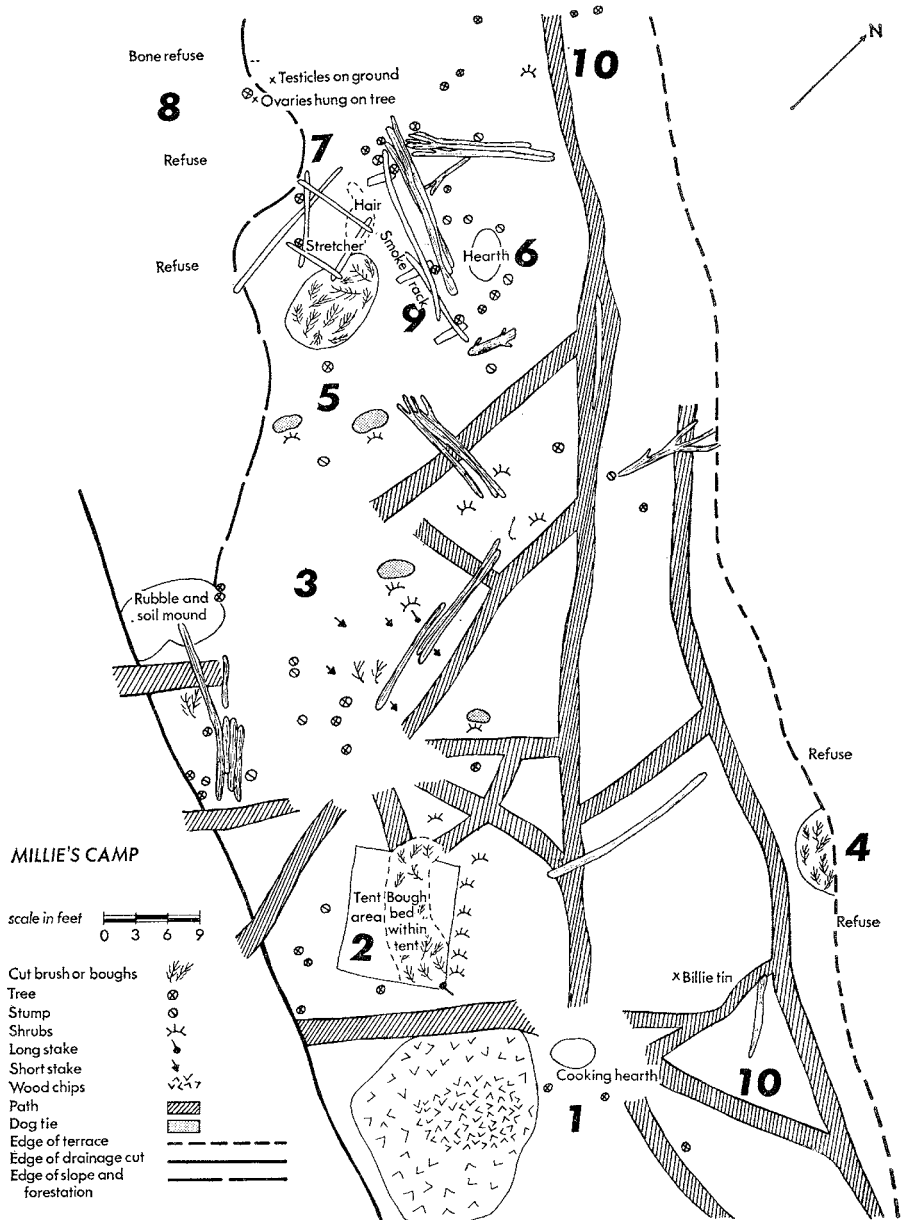 N
Bone refuse
10
x Testicles on ground
x Ovaries hung on tree
8
7
Refuse
Hair
Smoke rack
Stretcher
Hearth
6
Refuse
9
5
3
Rubble and
soil mound
Refuse
4
MILLIE'S CAMP
Tent
area
Bough
bed
within
tent
scale in feet
0 3 6 9
2
Refuse
x Billie tin
Cut brush or boughs
Tree
Stump
Shrubs
Long stake
Short stake
Wood chips
Path
Dog tie
Edge of terrace
Edge of drainage cut
Edge of slope and
forestation
Cooking hearth
10
1